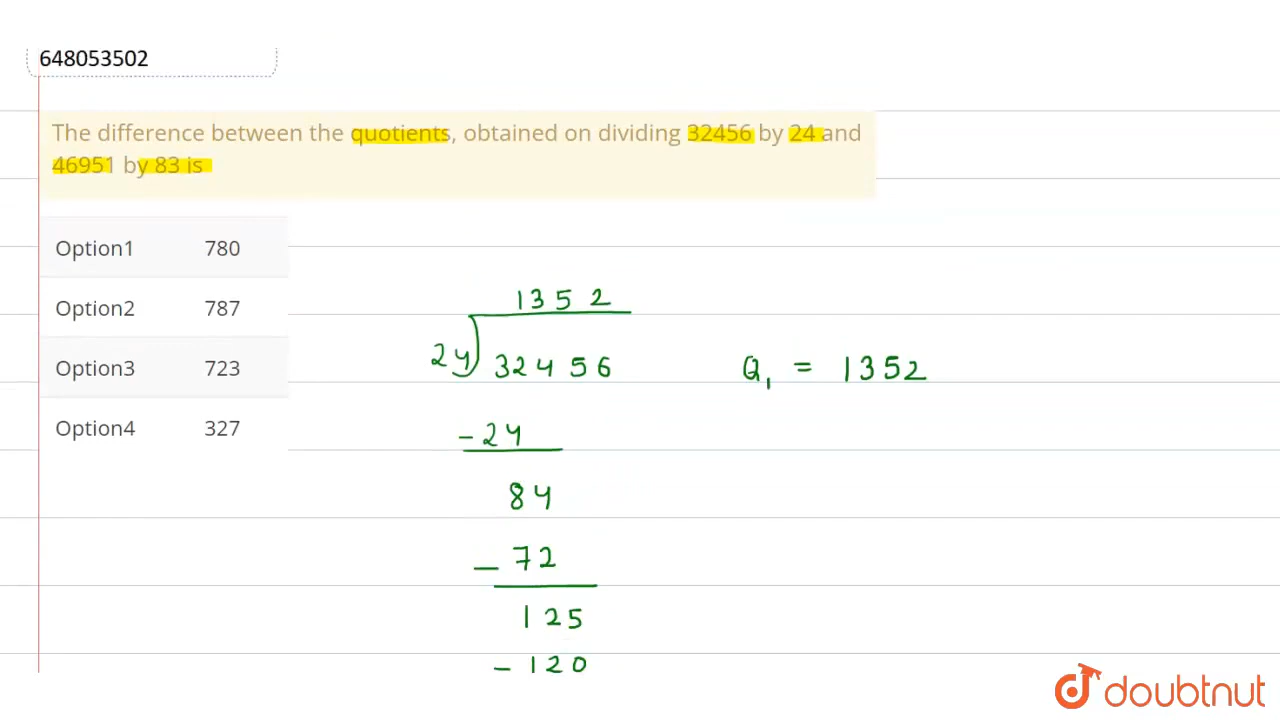 648053502
The difference between the quotients, obtained on dividing 32456 by 24 and
46951 by 83 is
Option1 780
Option2 787
Option3 723
Option4 327
1352
24 32456
Q1 = 1352
- 24
84
- 72
125
- 120
doubtnut